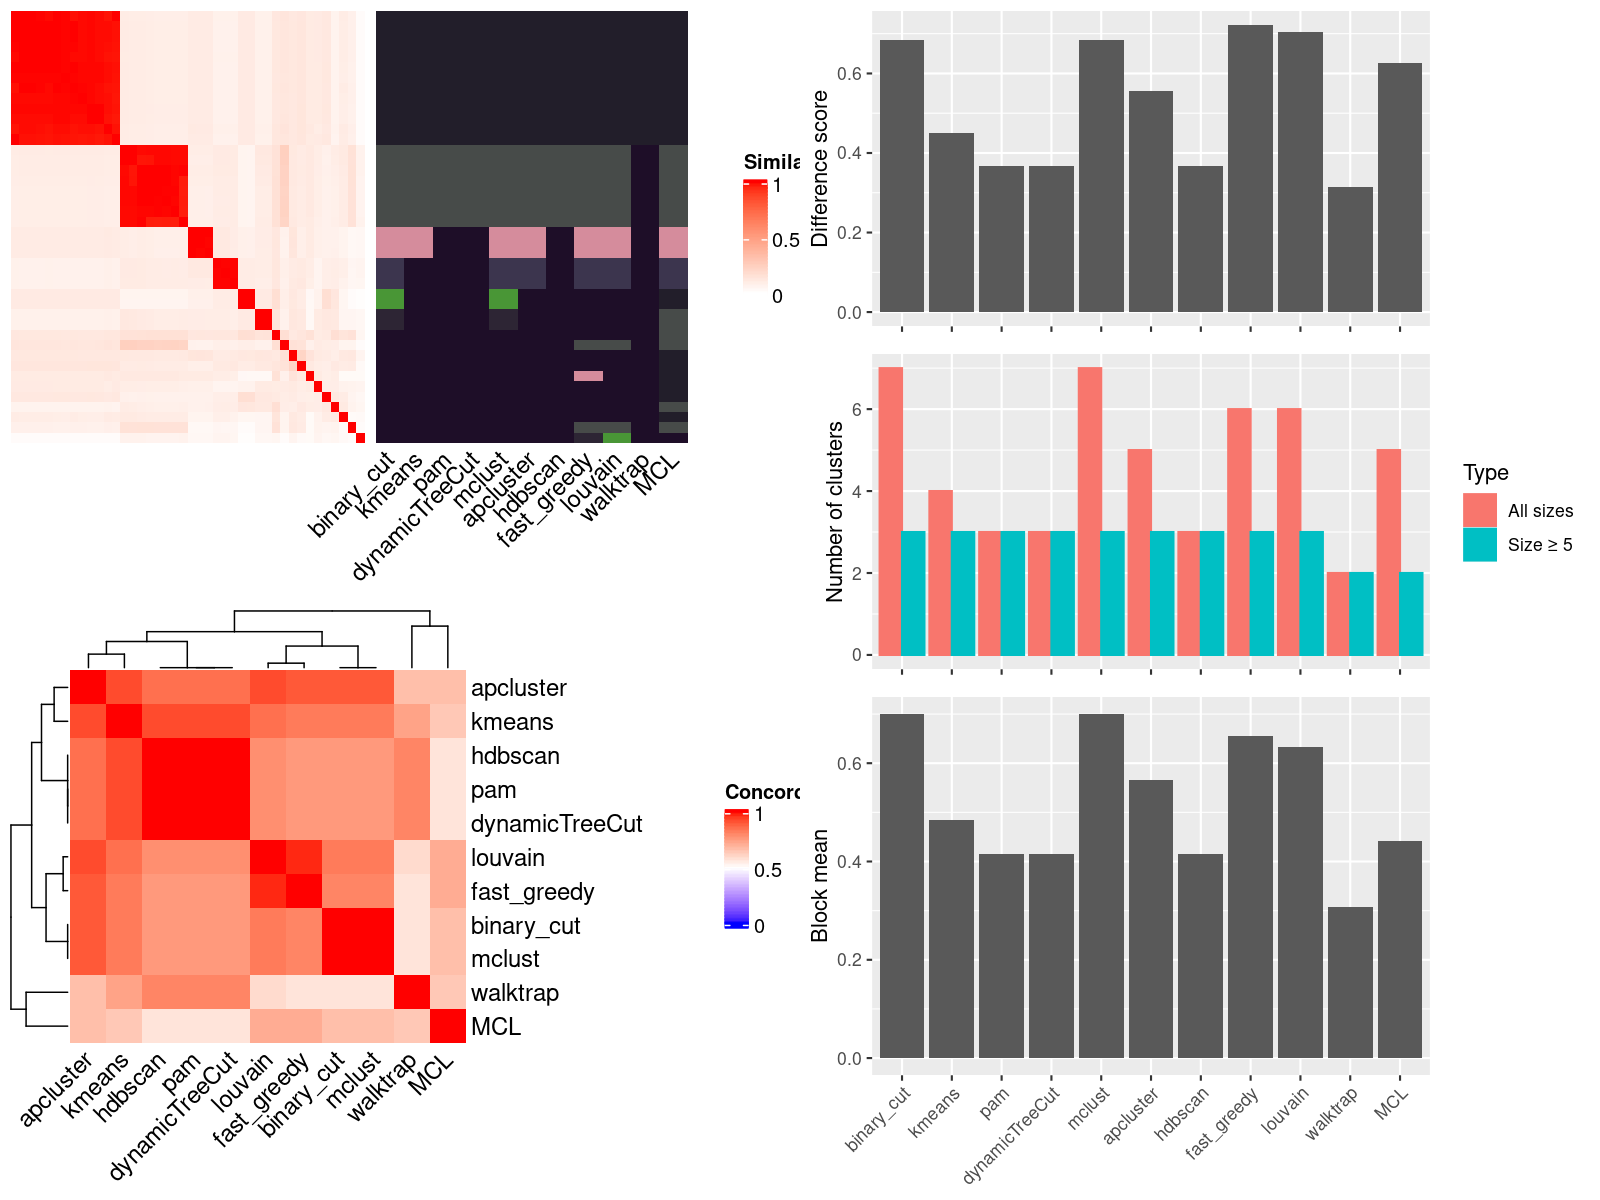 Simila
1
0.5
0
binary_cut
kmeans
pam
dynamicTreeCut
mclust
apcluster
hdbscan
fast_greedy
louvain
walktrap
MCL
apcluster
kmeans
hdbscan
pam
dynamicTreeCut
louvain
fast_greedy
binary_cut
mclust
walktrap
MCL
Concord
1
0.5
0
apcluster
kmeans
hdbscan
pam
dynamicTreeCut
louvain
fast_greedy
binary_cut
mclust
walktrap
MCL
Difference score
0.6
0.4
0.2
0.0
Number of clusters
6
4
2
0
Type
All sizes
Size ≥ 5
Block mean
0.6
0.4
0.2
0.0
binary_cut
kmeans
pam
dynamicTreeCut
mclust
apcluster
hdbscan
fast_greedy
louvain
walktrap
MCL